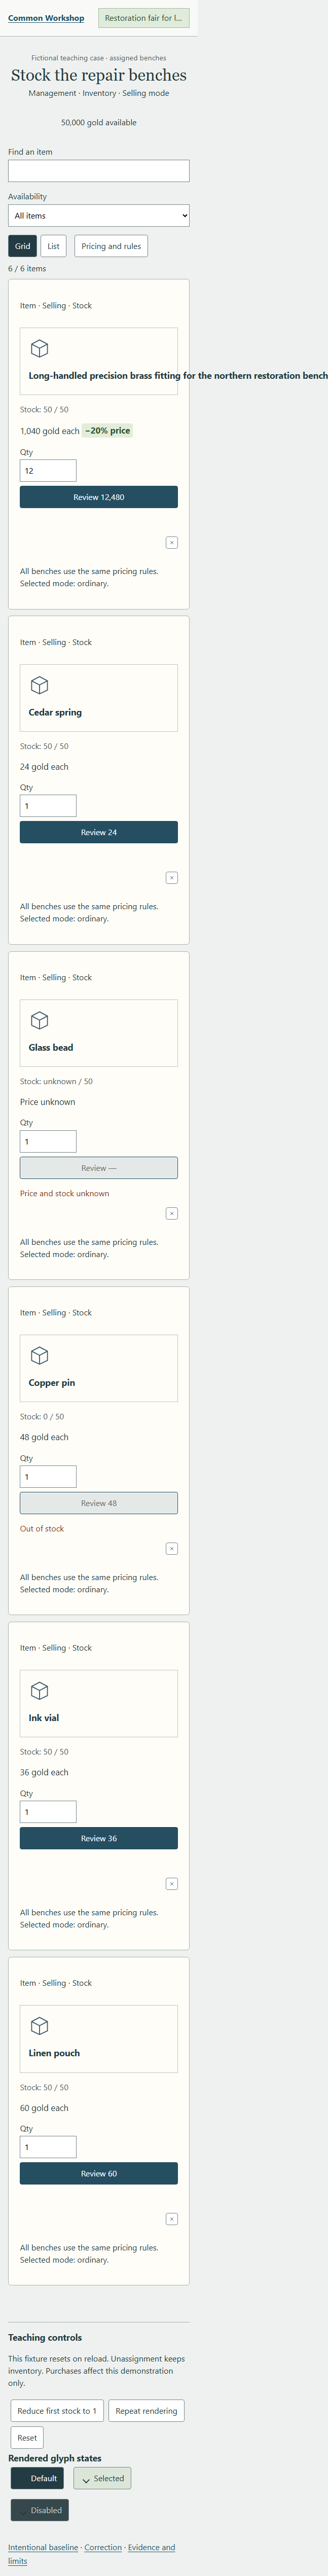 Common Workshop
Restoration fair for l...
Fictional teaching case · assigned benches
Stock the repair benches
Management · Inventory · Selling mode
50,000 gold available
Find an item
Availability
All items
Grid
List
Pricing and rules
6 / 6 items
Item · Selling · Stock
Long-handled precision brass fitting for the northern restoration bench
Stock: 50 / 50
1,040 gold each −20% price
Qty
12
Review 12,480
×
All benches use the same pricing rules.
Selected mode: ordinary.
Item · Selling · Stock
Cedar spring
Stock: 50 / 50
24 gold each
Qty
1
Review 24
×
All benches use the same pricing rules.
Selected mode: ordinary.
Item · Selling · Stock
Glass bead
Stock: unknown / 50
Price unknown
Qty
1
Review —
Price and stock unknown
×
All benches use the same pricing rules.
Selected mode: ordinary.
Item · Selling · Stock
Copper pin
Stock: 0 / 50
48 gold each
Qty
1
Review 48
Out of stock
×
All benches use the same pricing rules.
Selected mode: ordinary.
Item · Selling · Stock
Ink vial
Stock: 50 / 50
36 gold each
Qty
1
Review 36
×
All benches use the same pricing rules.
Selected mode: ordinary.
Item · Selling · Stock
Linen pouch
Stock: 50 / 50
60 gold each
Qty
1
Review 60
×
All benches use the same pricing rules.
Selected mode: ordinary.
Teaching controls
This fixture resets on reload. Unassignment keeps
inventory. Purchases affect this demonstration
only.
Reduce first stock to 1
Repeat rendering
Reset
Rendered glyph states
Default
Selected
Disabled
Intentional baseline · Correction · Evidence and
limits